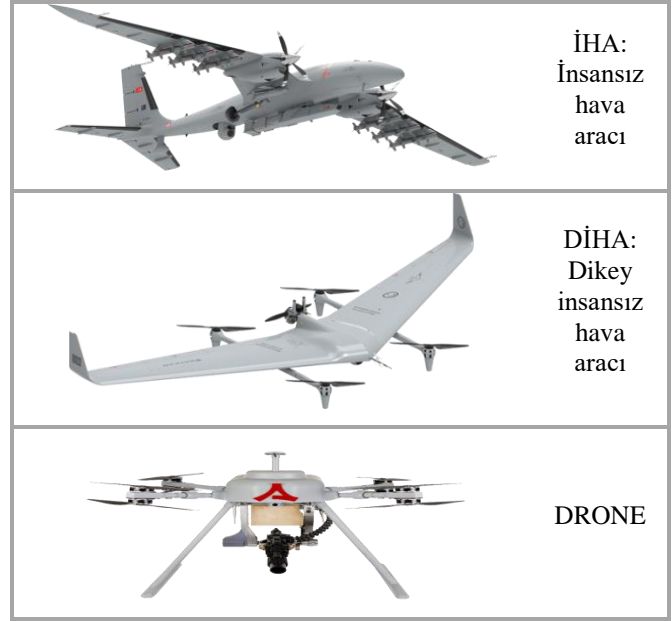 İHA:
İnsansız
hava
aracı
DİHA:
Dikey
insansız
hava
aracı
DRONE